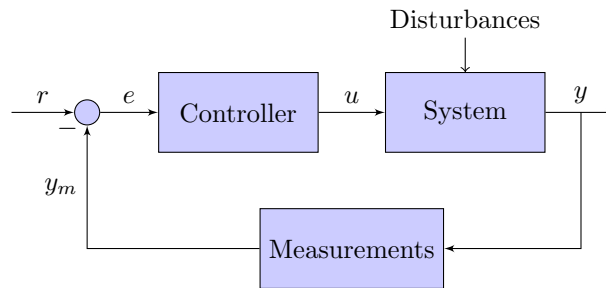 Disturbances
r
e
Controller
u
System
y
−
y_m
Measurements